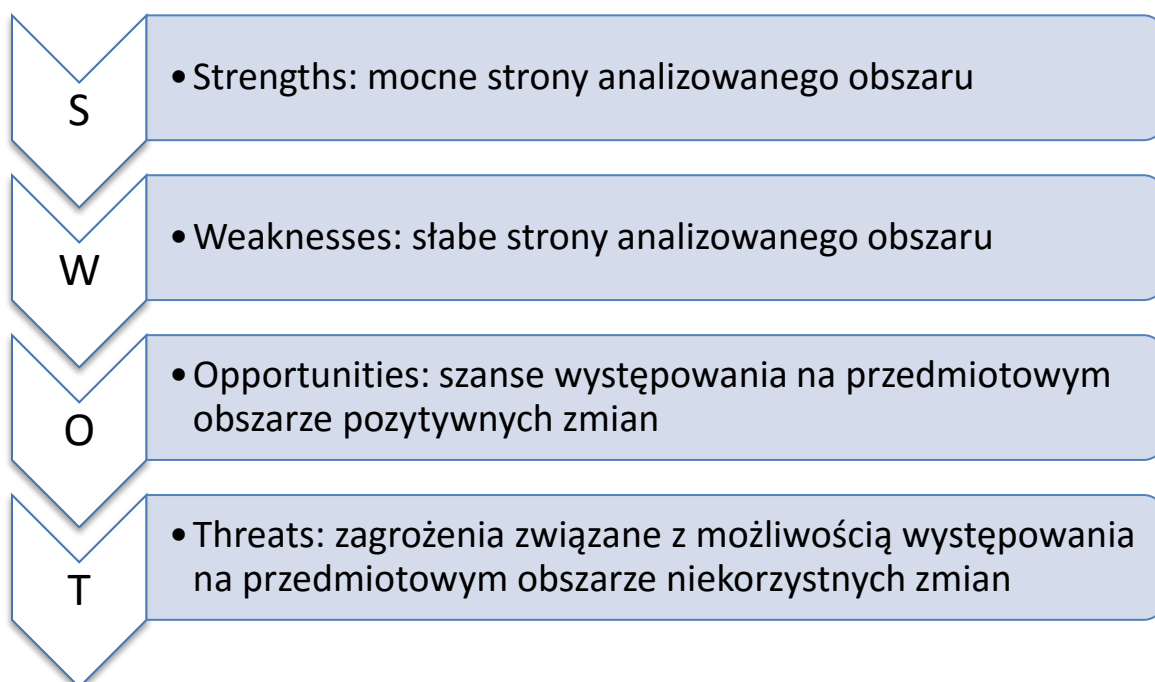 S
• Strengths: mocne strony analizowanego obszaru
W
• Weaknesses: słabe strony analizowanego obszaru
O
• Opportunities: szanse występowania na przedmiotowym
obszarze pozytywnych zmian
T
• Threats: zagrożenia związane z możliwością występowania
na przedmiotowym obszarze niekorzystnych zmian